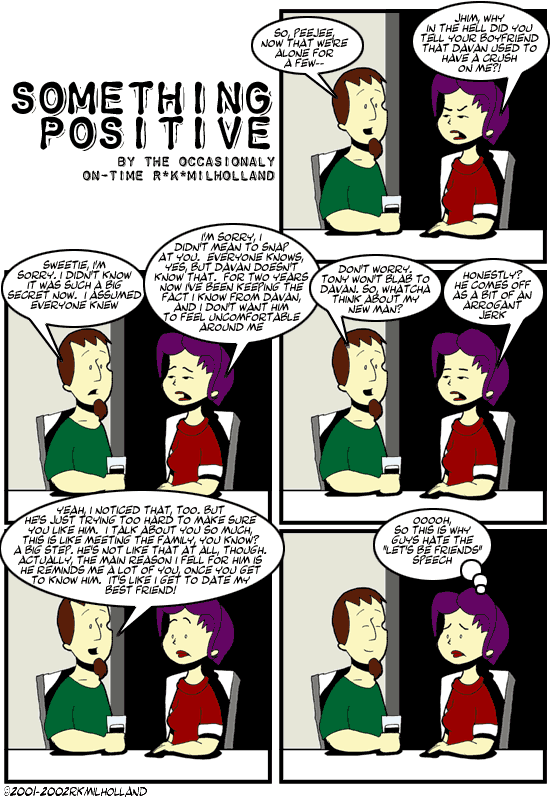 SOMETHING
POSITIVE
BY THE OCCASIONALY
ON-TIME R*K*MILHOLLAND
SO, PEEJEE,
NOW THAT WE'RE
ALONE FOR
A FEW--
JHIM, WHY
IN THE HELL DID YOU
TELL YOUR BOYFRIEND
THAT DAVAN USED TO
HAVE A CRUSH
ON ME?!
SWEETIE, I'M
SORRY. I DIDN'T KNOW
IT WAS SUCH A BIG
SECRET NOW. I ASSUMED
EVERYONE KNEW
I'M SORRY, I
DIDN'T MEAN TO SNAP
AT YOU. EVERYONE KNOWS,
YES, BUT DAVAN DOESN'T
KNOW THAT. FOR TWO YEARS
NOW I'VE BEEN KEEPING THE
FACT I KNOW FROM DAVAN,
AND I DON'T WANT HIM
TO FEEL UNCOMFORTABLE
AROUND ME
DON'T WORRY.
TONY WON'T BLAB TO
DAVAN. SO, WHATCHA
THINK ABOUT MY
NEW MAN?
HONESTLY?
HE COMES OFF
AS A BIT OF AN
ARROGANT
JERK
YEAH, I NOTICED THAT, TOO. BUT
HE'S JUST TRYING TOO HARD TO MAKE SURE
YOU LIKE HIM. I TALK ABOUT YOU SO MUCH,
THIS IS LIKE MEETING THE FAMILY, YOU KNOW?
A BIG STEP. HE'S NOT LIKE THAT AT ALL, THOUGH.
ACTUALLY, THE MAIN REASON I FELL FOR HIM IS
HE REMINDS ME A LOT OF YOU, ONCE YOU GET
TO KNOW HIM. IT'S LIKE I GET TO DATE MY
BEST FRIEND!
OOOOH,
SO THIS IS WHY
GUYS HATE THE
"LET'S BE FRIENDS"
SPEECH
©2001-2002RKMILHOLLAND